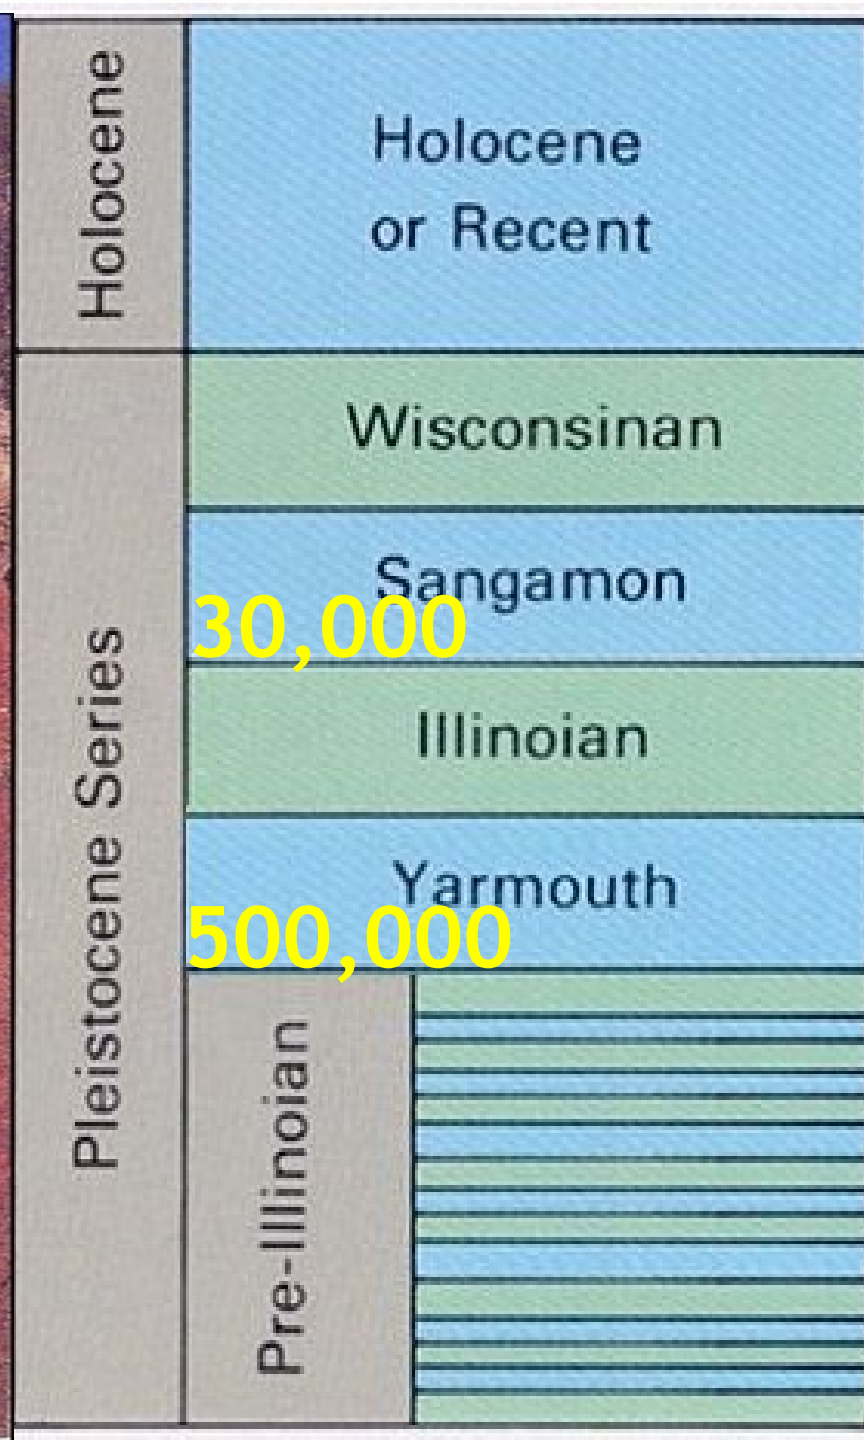 Holocene
Holocene
or Recent
Pleistocene Series
Wisconsinan
Sangamon
30,000
Illinoian
Yarmouth
500,000
Pre-Illinoian